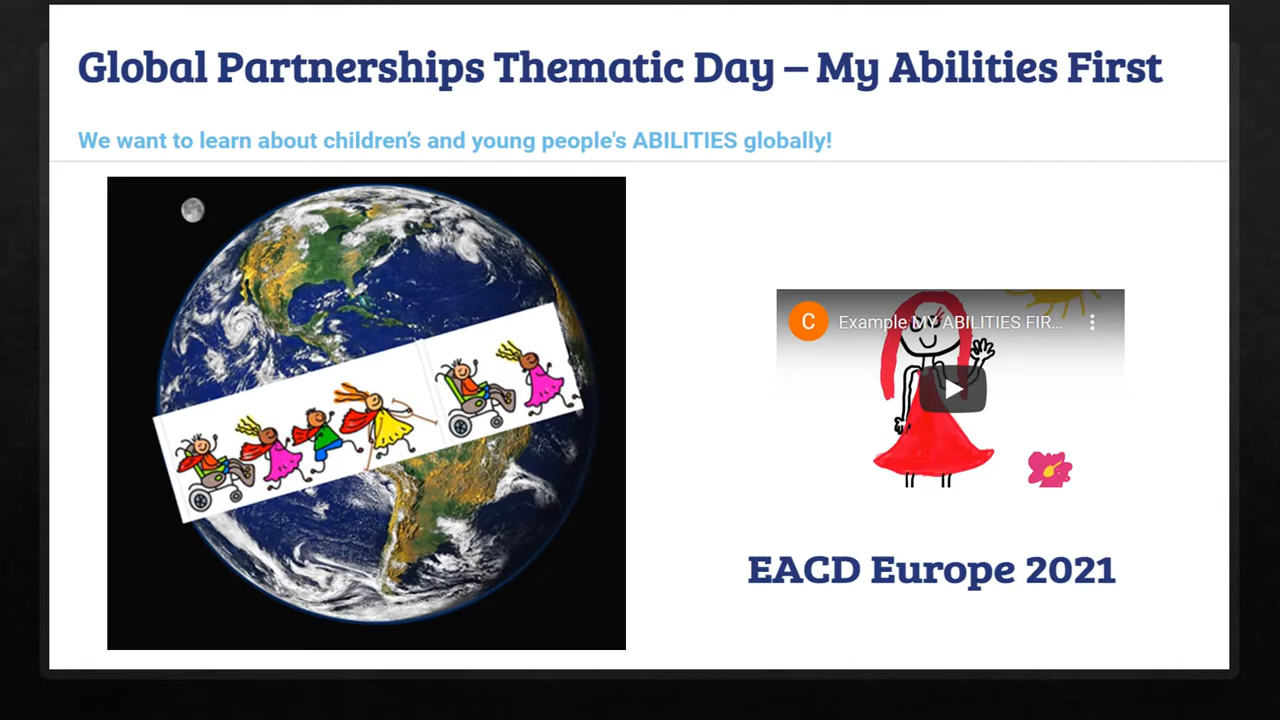 Global Partnerships Thematic Day – My Abilities First
We want to learn about children’s and young people's ABILITIES globally!
C
Example MY ABILITIES FIR...
EACD Europe 2021